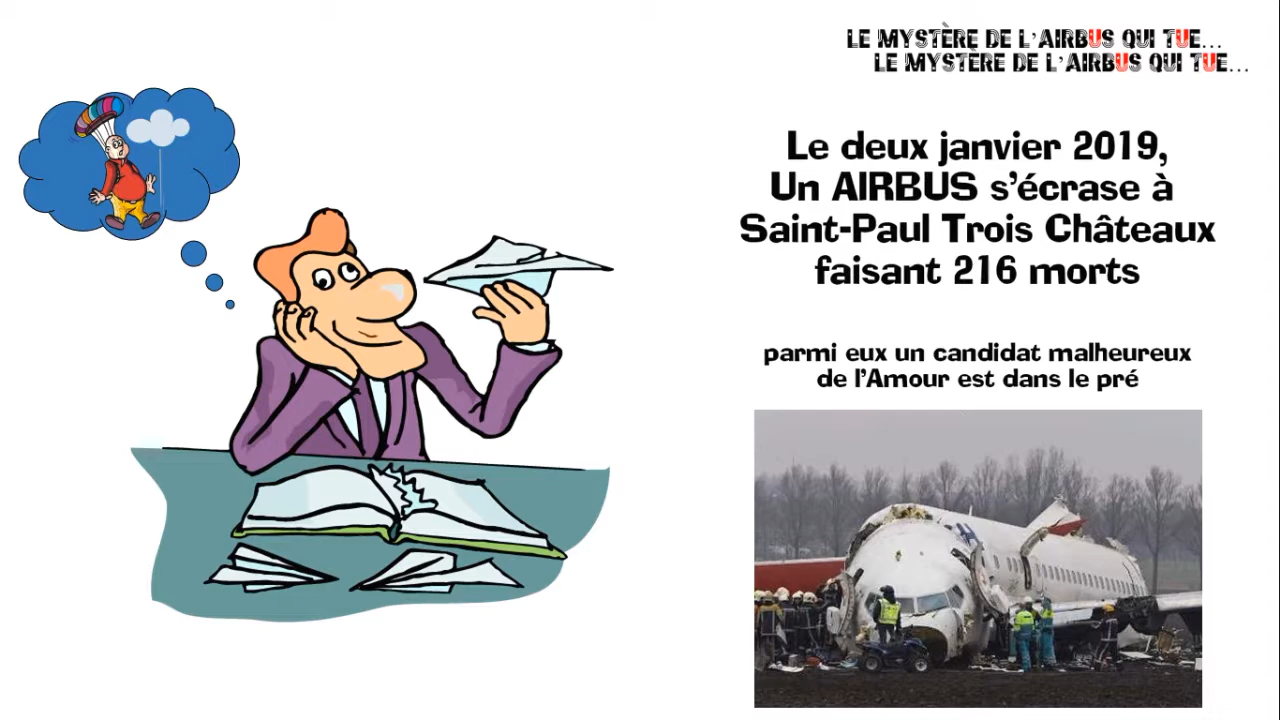 LE MYSTÈRE DE L'AIRBUS QUI TUE...
LE MYSTÈRE DE L'AIRBUS QUI TUE...
Le deux janvier 2019,
Un AIRBUS s'écrase à
Saint-Paul Trois Châteaux
faisant 216 morts
parmi eux un candidat malheureux
de l'Amour est dans le pré